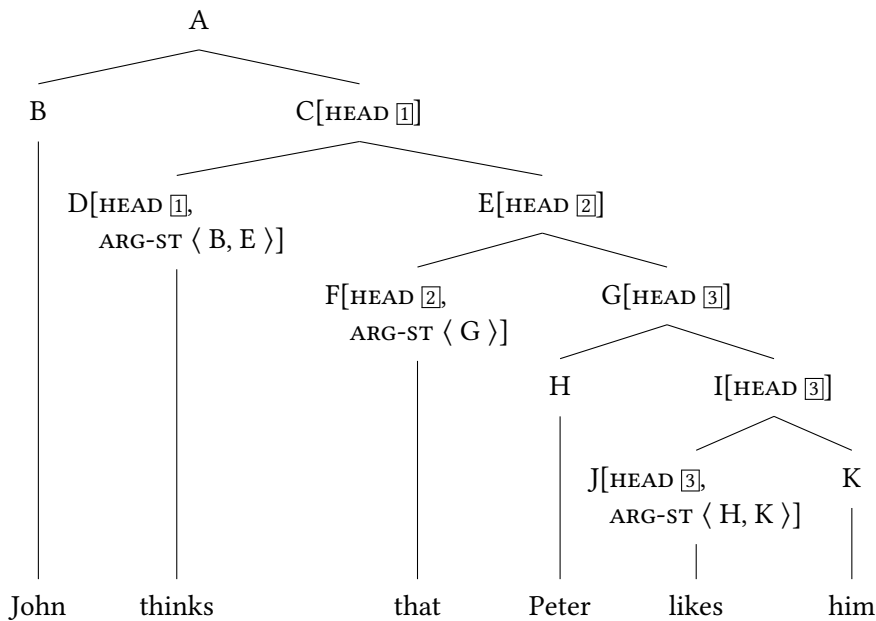 A
B C[HEAD 1]
D[HEAD 1, E[HEAD 2]
ARG-ST ⟨ B, E ⟩]
F[HEAD 2, G[HEAD 3]
ARG-ST ⟨ G ⟩]
H I[HEAD 3]
J[HEAD 3, K
ARG-ST ⟨ H, K ⟩]
John thinks that Peter likes him